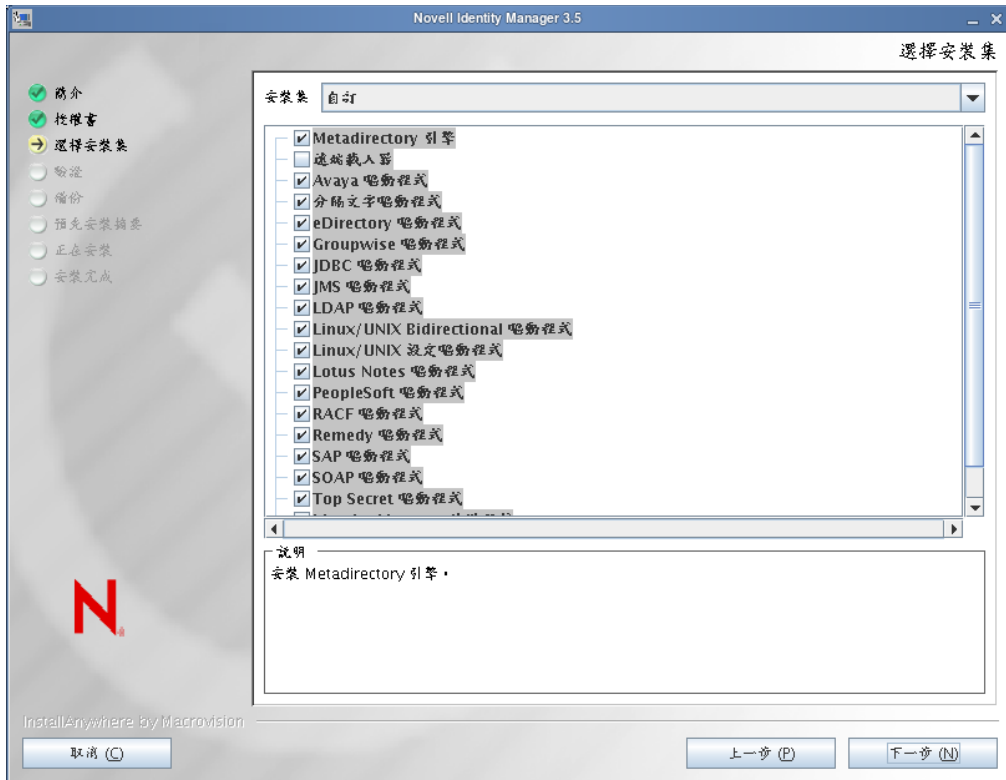 Novell Identity Manager 3.5
選擇安裝集
簡介
授權書
選擇安裝集
驗證
備份
預先安裝摘要
正在安裝
安裝完成
安裝集 自訂
Metadirectory 引擎
遠端載入器
Avaya 驅動程式
分隔文字驅動程式
eDirectory 驅動程式
Groupwise 驅動程式
JDBC 驅動程式
JMS 驅動程式
LDAP 驅動程式
Linux/UNIX Bidirectional 驅動程式
Linux/UNIX 設定驅動程式
Lotus Notes 驅動程式
PeopleSoft 驅動程式
RACF 驅動程式
Remedy 驅動程式
SAP 驅動程式
SOAP 驅動程式
Top Secret 驅動程式
說明
安裝 Metadirectory 引擎。
N
InstallAnywhere by Macrovision
取消 (C)
上一步 (P)
下一步 (N)